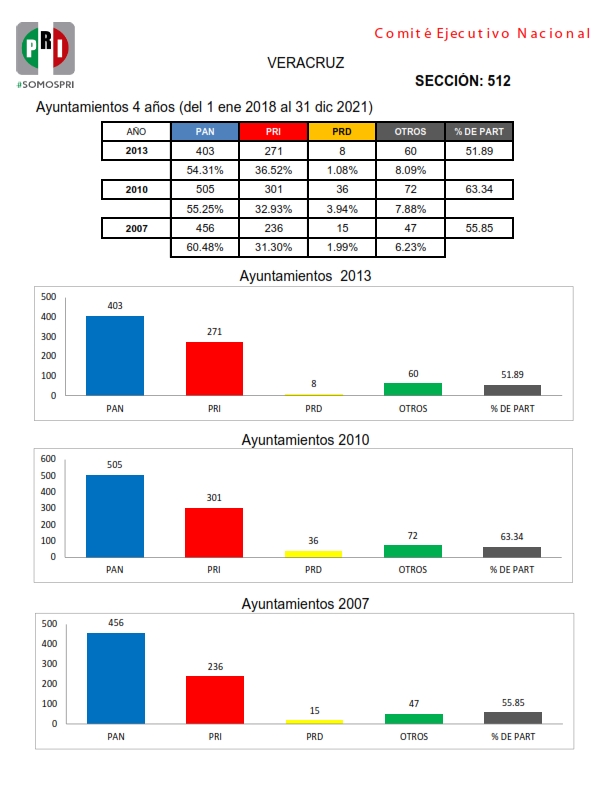 Comité Ejecutivo Nacional
PRI
#SOMOSPRI
VERACRUZ
SECCIÓN: 512
Ayuntamientos 4 años (del 1 ene 2018 al 31 dic 2021)
AÑO PAN PRI PRD OTROS % DE PART
2013 403 271 8 60 51.89
54.31% 36.52% 1.08% 8.09%
2010 505 301 36 72 63.34
55.25% 32.93% 3.94% 7.88%
2007 456 236 15 47 55.85
60.48% 31.30% 1.99% 6.23%
Ayuntamientos 2013
500
400
300
200
100
0
403 271 8 60 51.89
PAN PRI PRD OTROS % DE PART
Ayuntamientos 2010
600
500
400
300
200
100
0
505 301 36 72 63.34
PAN PRI PRD OTROS % DE PART
Ayuntamientos 2007
500
400
300
200
100
0
456 236 15 47 55.85
PAN PRI PRD OTROS % DE PART